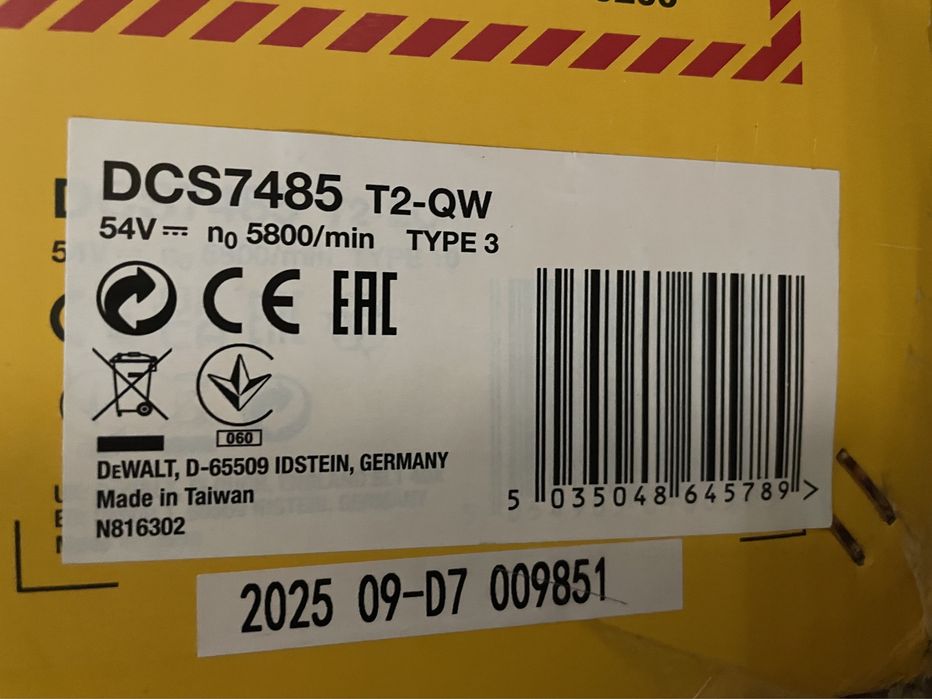 DCS7485 T2-QW
54V⎓ n0 5800/min TYPE 3
CE EAC
060
DEWALT, D-65509 IDSTEIN, GERMANY
Made in Taiwan
N816302
5 035048 645789 >
2025 09-D7 009851